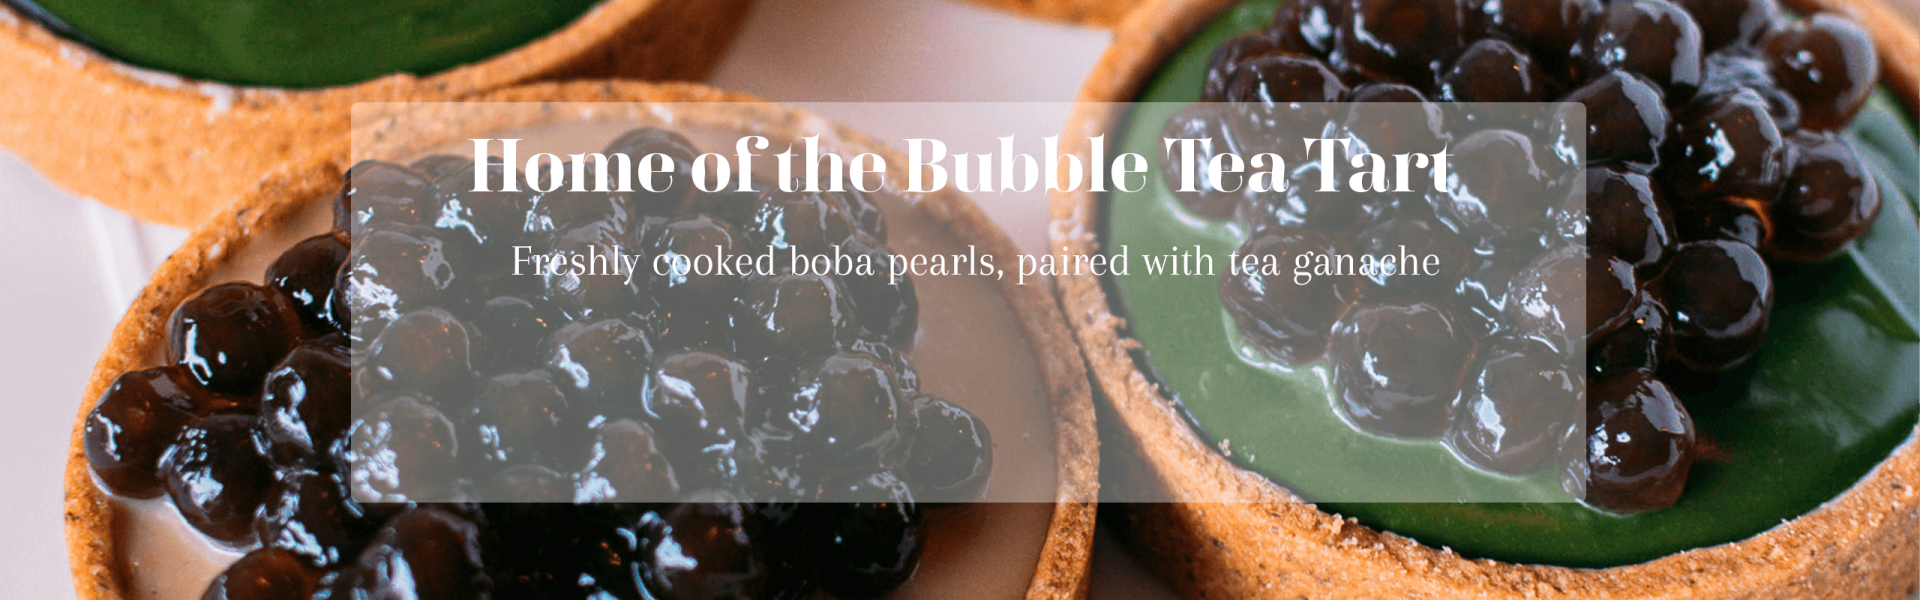 Home of the Bubble Tea Tart
Freshly cooked boba pearls, paired with tea ganache